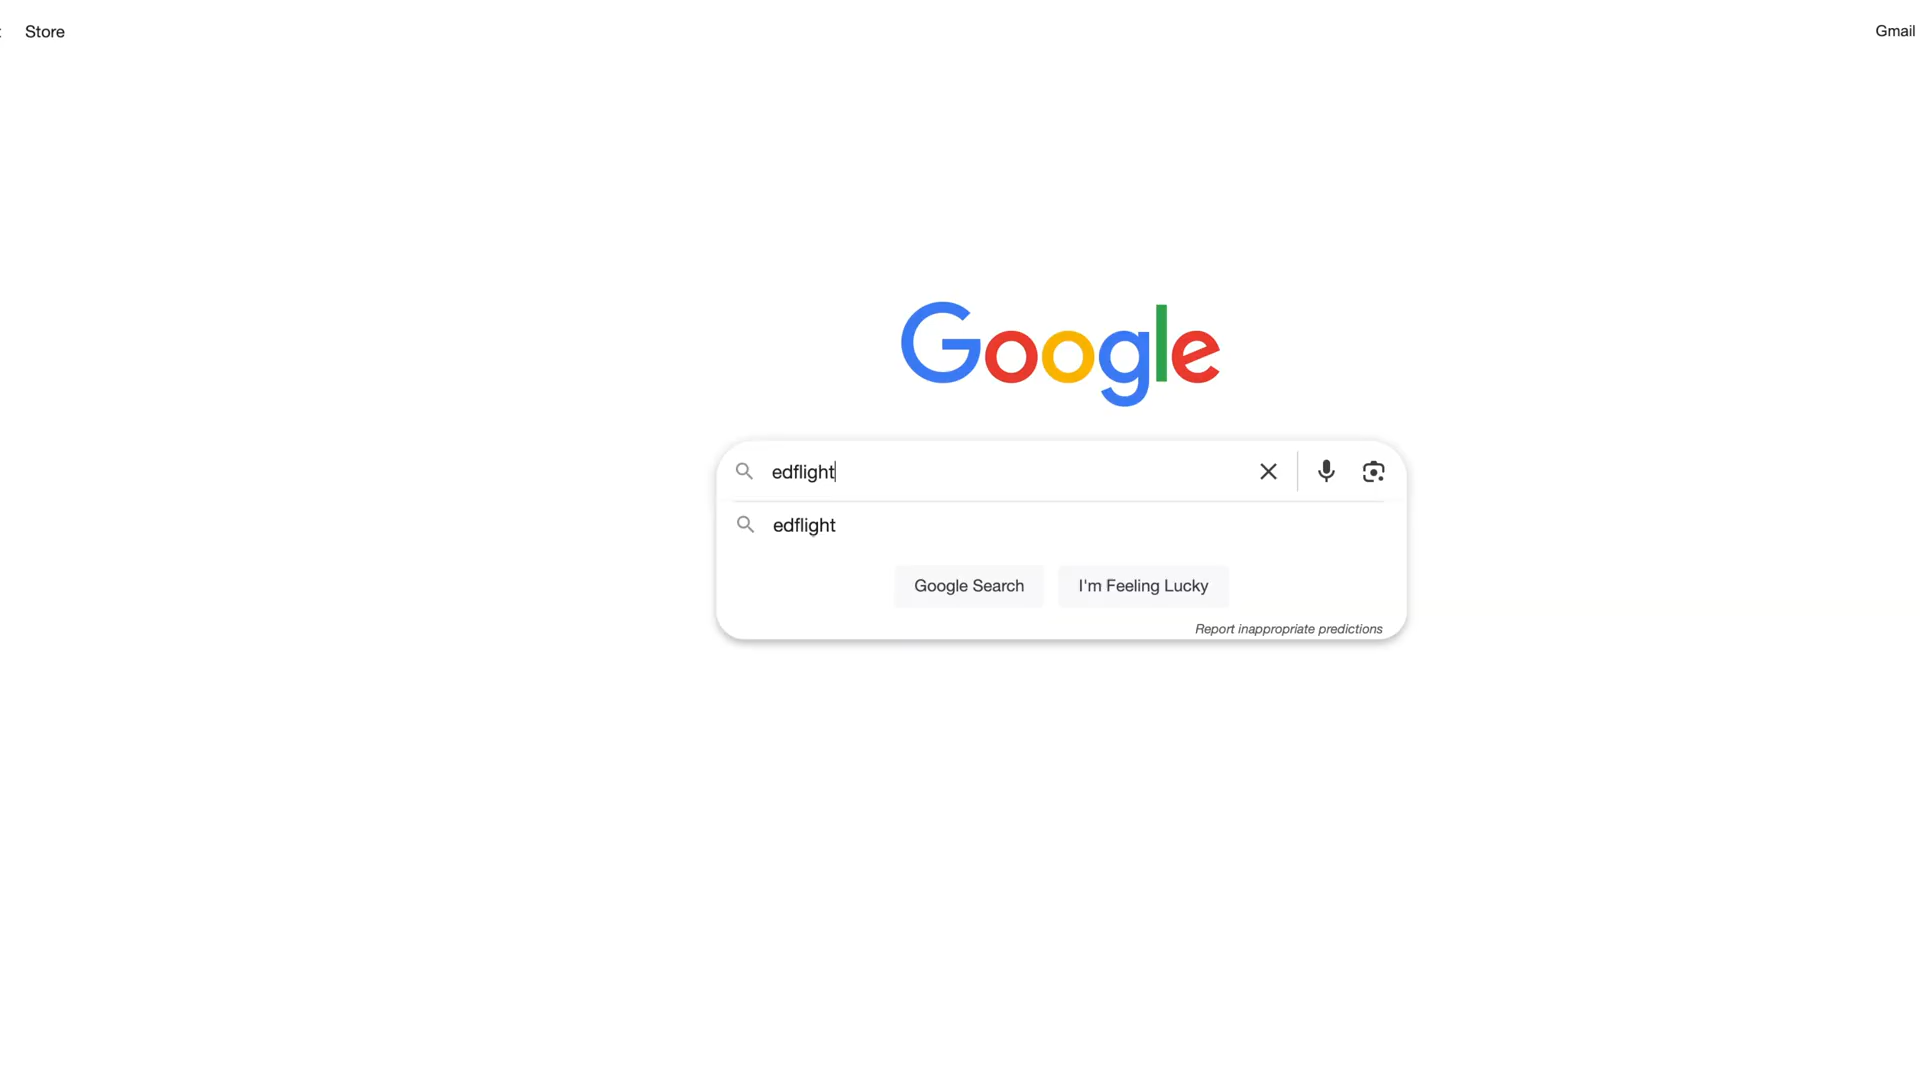 Store
Gmail
Google
edflight
edflight
Google Search
I'm Feeling Lucky
Report inappropriate predictions